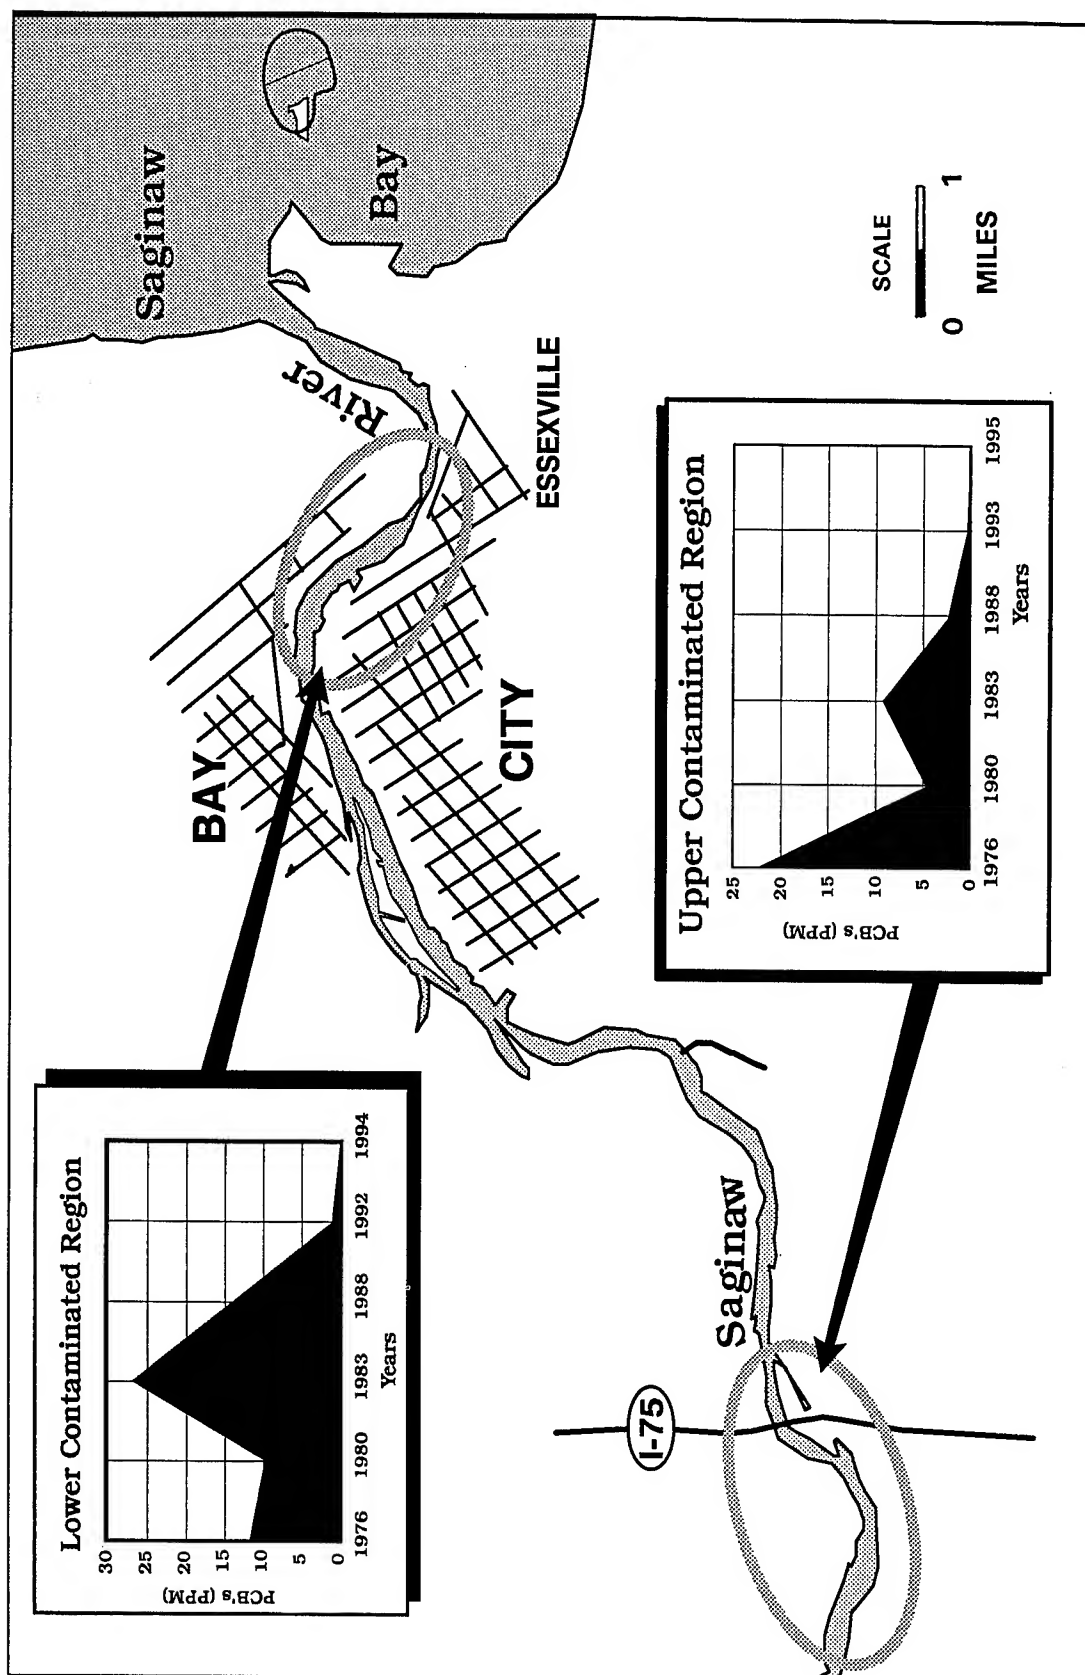 Lower Contaminated Region
PCB's (PPM)
30
25
20
15
10
5
0
1976 1980 1983 1988 1992 1994
Years
BAY
CITY
Saginaw
Bay
River
ESSEXVILLE
Saginaw
I-75
SCALE
0 1
MILES
Upper Contaminated Region
PCB's (PPM)
25
20
15
10
5
0
1976 1980 1983 1988 1993 1995
Years